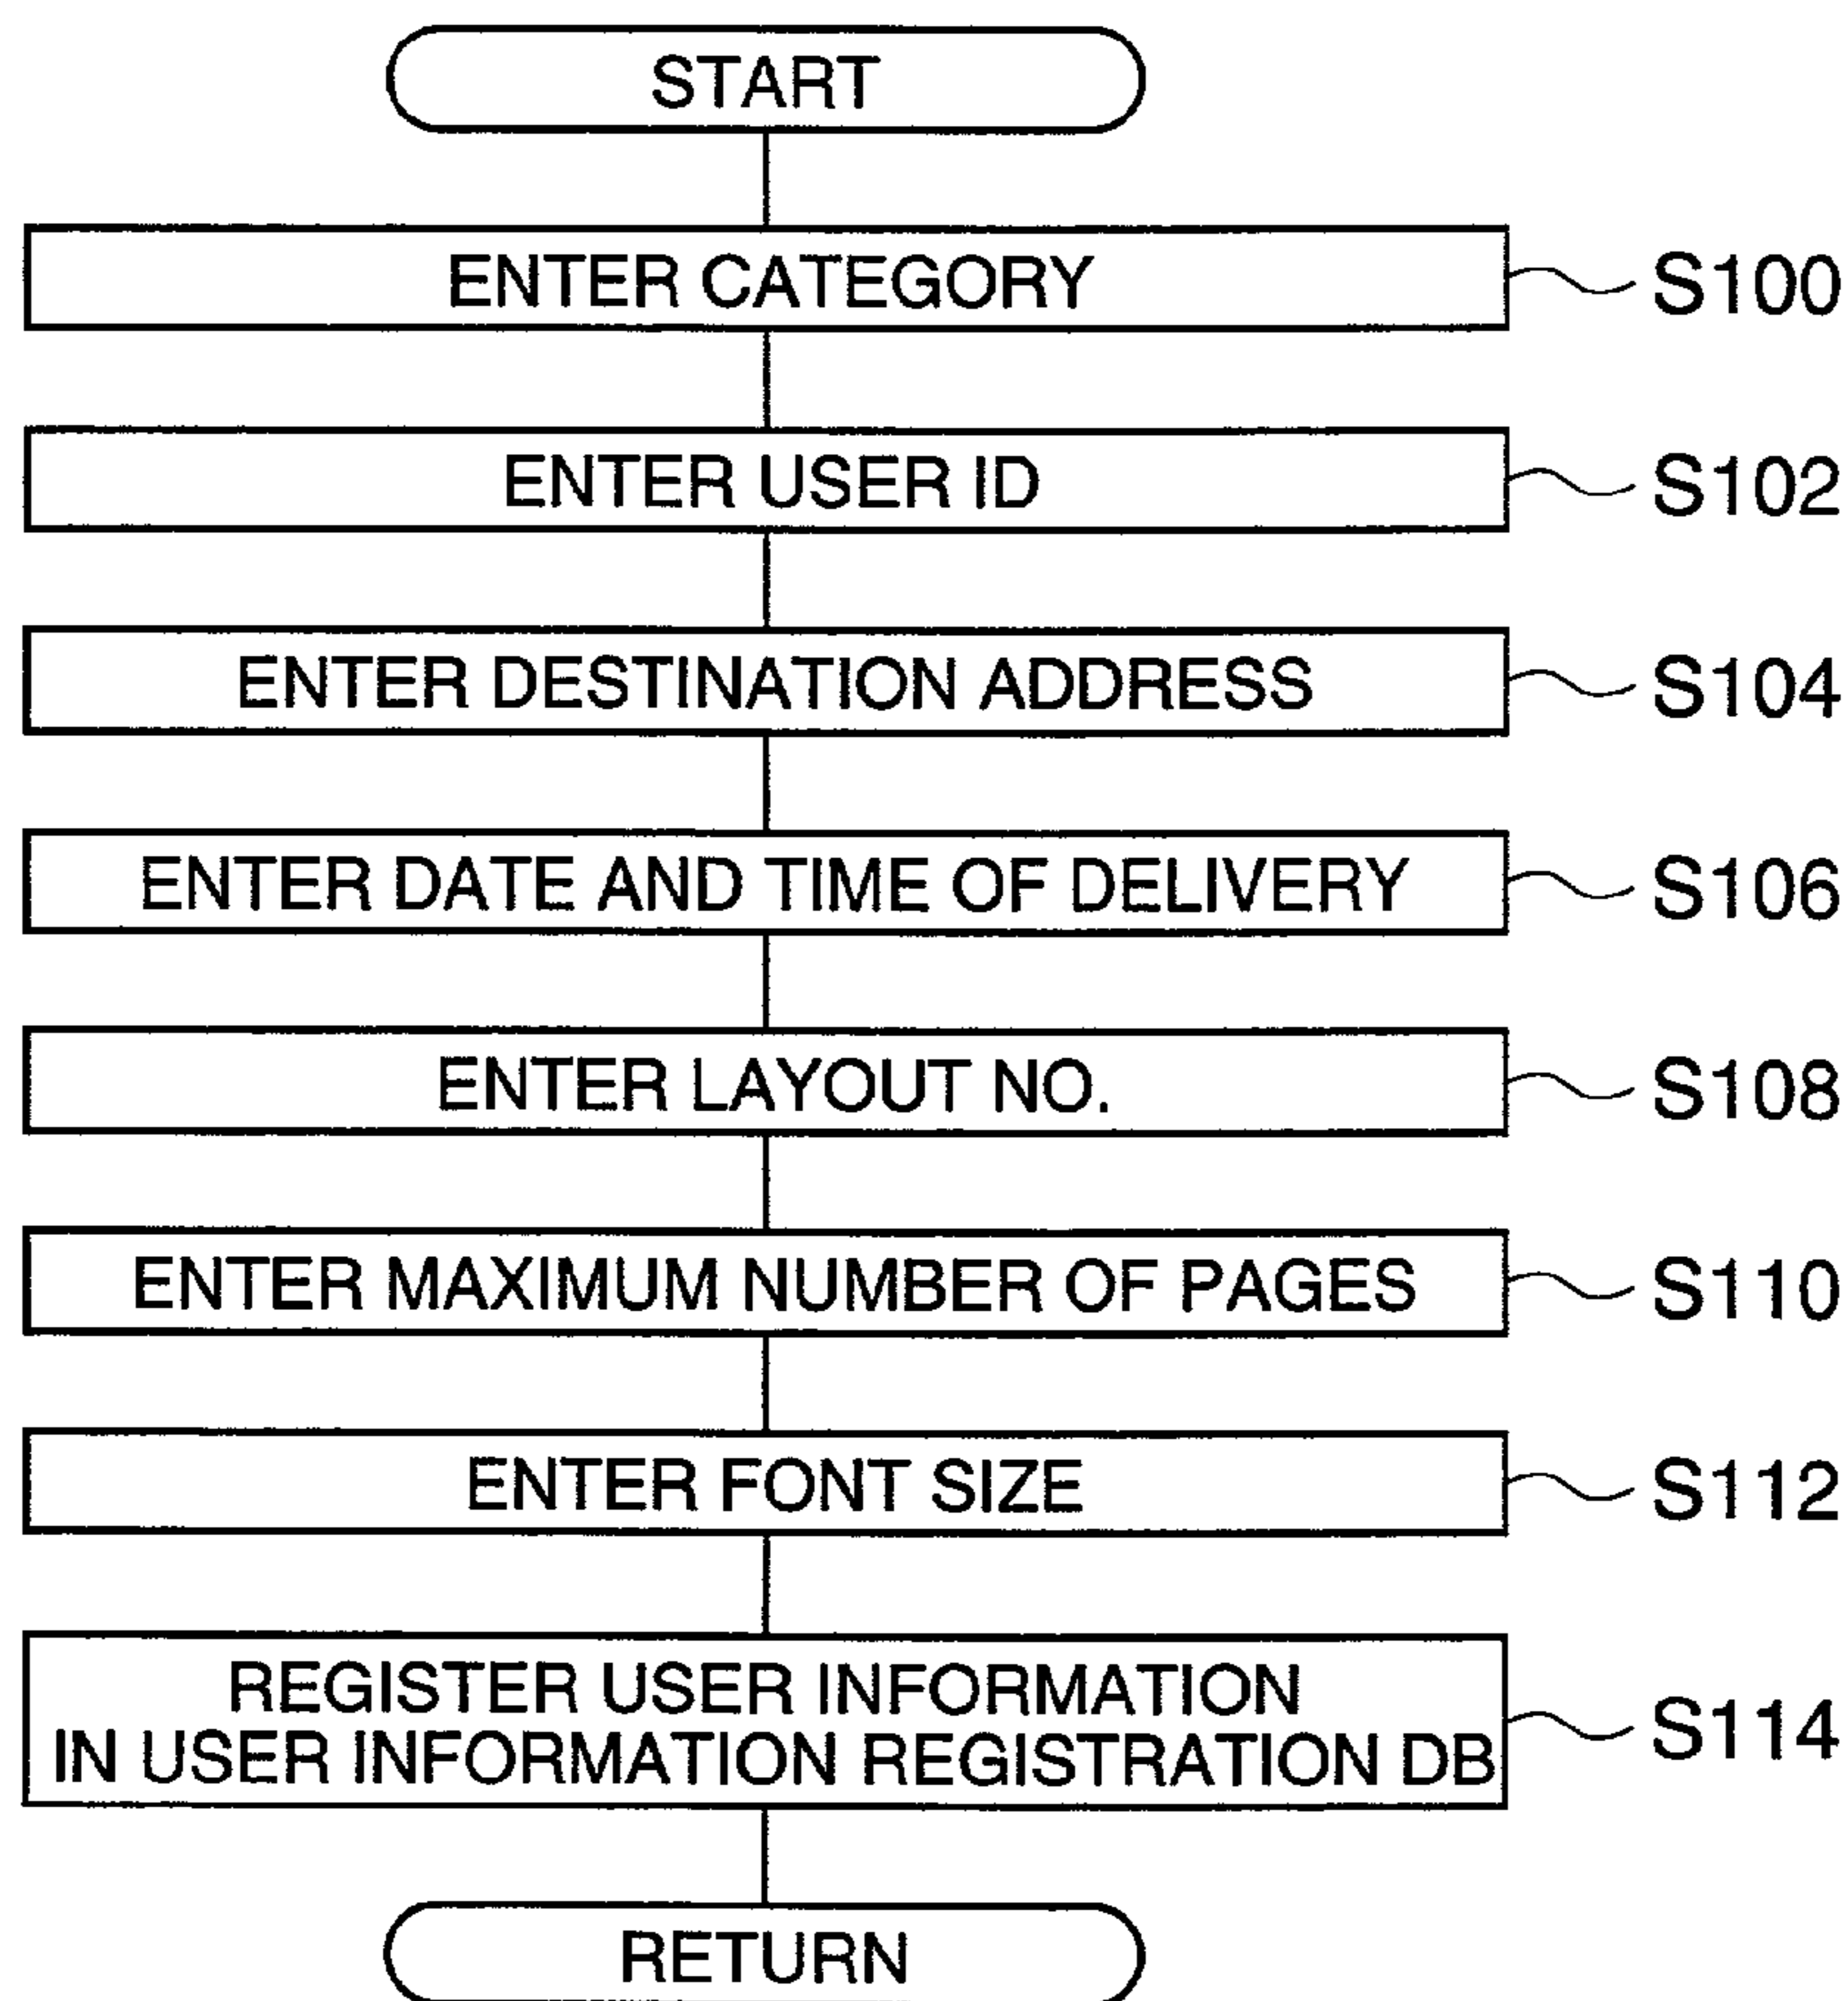 START
ENTER CATEGORY S100
ENTER USER ID S102
ENTER DESTINATION ADDRESS S104
ENTER DATE AND TIME OF DELIVERY S106
ENTER LAYOUT NO. S108
ENTER MAXIMUM NUMBER OF PAGES S110
ENTER FONT SIZE S112
REGISTER USER INFORMATION
IN USER INFORMATION REGISTRATION DB S114
RETURN